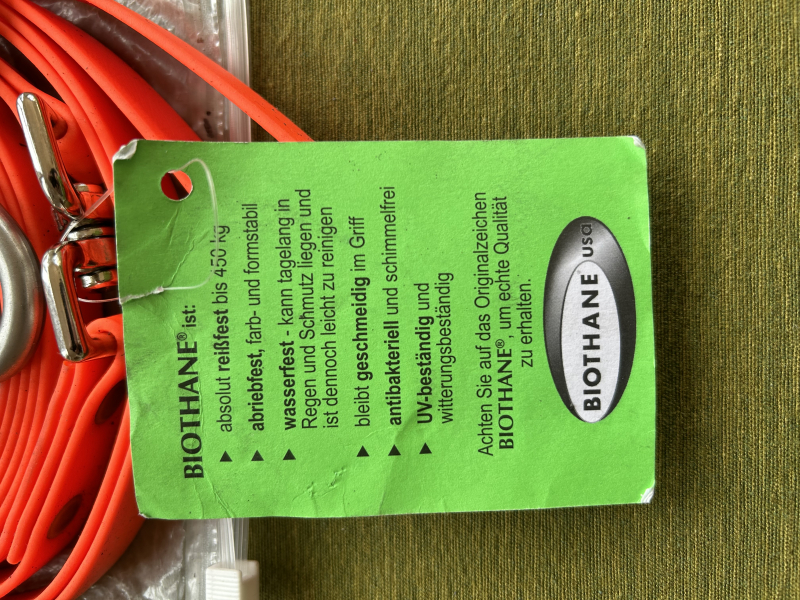 BIOTHANE® ist:
▶ absolut reißfest bis 450 kg
▶ abriebfest, farb- und formstabil
▶ wasserfest - kann tagelang in
Regen und Schmutz liegen und
ist dennoch leicht zu reinigen
▶ bleibt geschmeidig im Griff
▶ antibakteriell und schimmelfrei
▶ UV-beständig und
witterungsbeständig
Achten Sie auf das Originalzeichen
BIOTHANE®, um echte Qualität
zu erhalten.
BIOTHANE usa